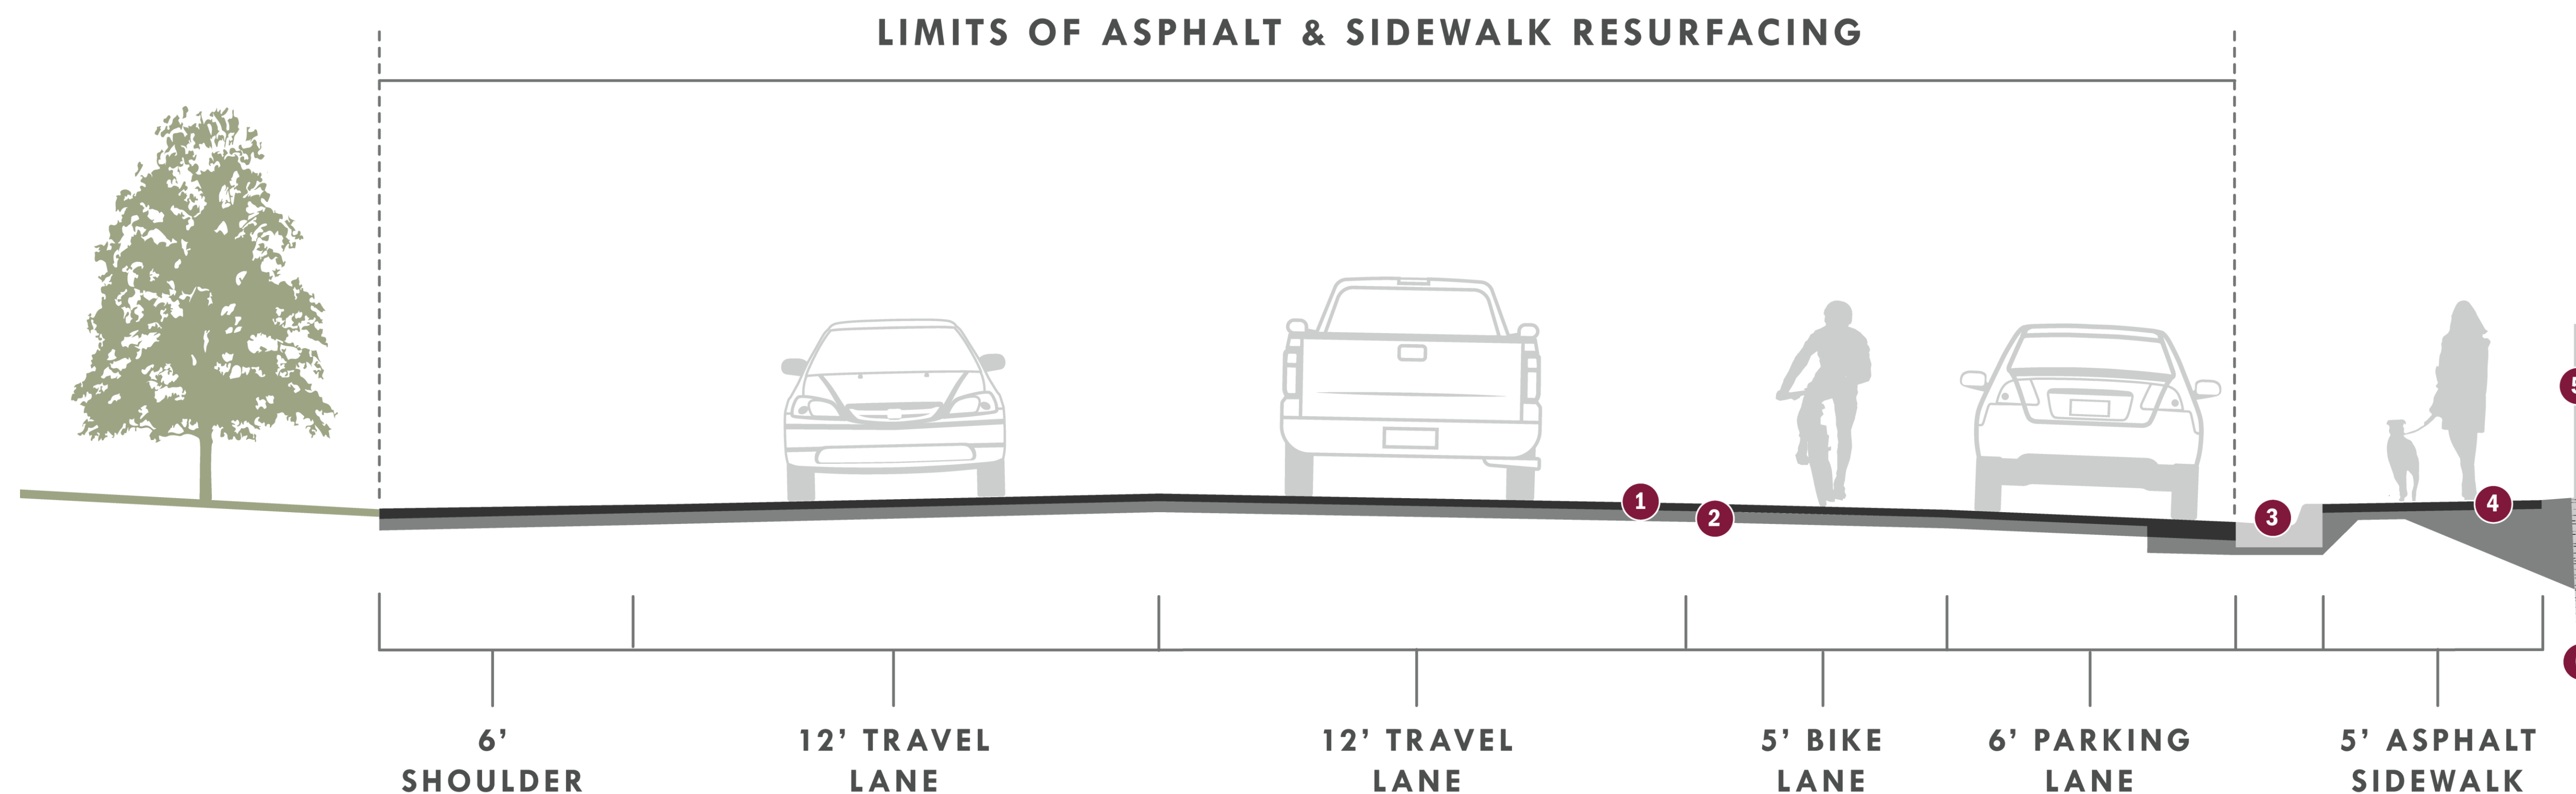 LIMITS OF ASPHALT & SIDEWALK RESURFACING
5
1
2
3
4
6’
SHOULDER
12’ TRAVEL
LANE
12’ TRAVEL
LANE
5’ BIKE
LANE
6’ PARKING
LANE
5’ ASPHALT
SIDEWALK